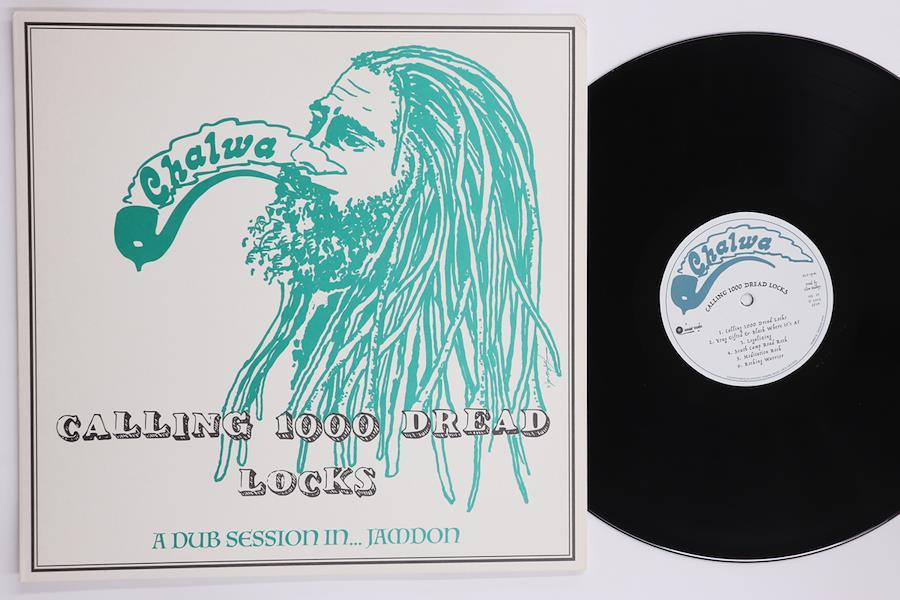 Chalwa
CALLING 1000 DREAD
LOCKS
A DUB SESSION IN... JAMDON
Chalwa
CALLING 1000 DREAD LOCKS
1. Calling 1000 Dread Locks
2. Young Gifted & Black Where It's At
3. Legalizing
4. South Camp Road Rock
5. Meditation Rock
6. Rocking Warrior